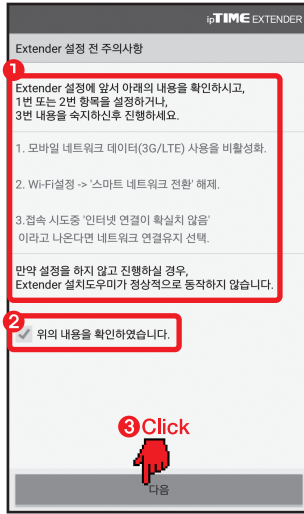 ipTIME EXTENDER
Extender 설정 전 주의사항
1
Extender 설정에 앞서 아래의 내용을 확인하시고,
1번 또는 2번 항목을 설정하거나,
3번 내용을 숙지하신후 진행하세요.
1. 모바일 네트워크 데이터(3G/LTE) 사용을 비활성화.
2. Wi-Fi설정 -> '스마트 네트워크 전환' 해제.
3.접속 시도중 '인터넷 연결이 확실치 않음'
이라고 나온다면 네트워크 연결유지 선택.
만약 설정을 하지 않고 진행하실 경우,
Extender 설치도우미가 정상적으로 동작하지 않습니다.
2
위의 내용을 확인하였습니다.
3 Click
다음